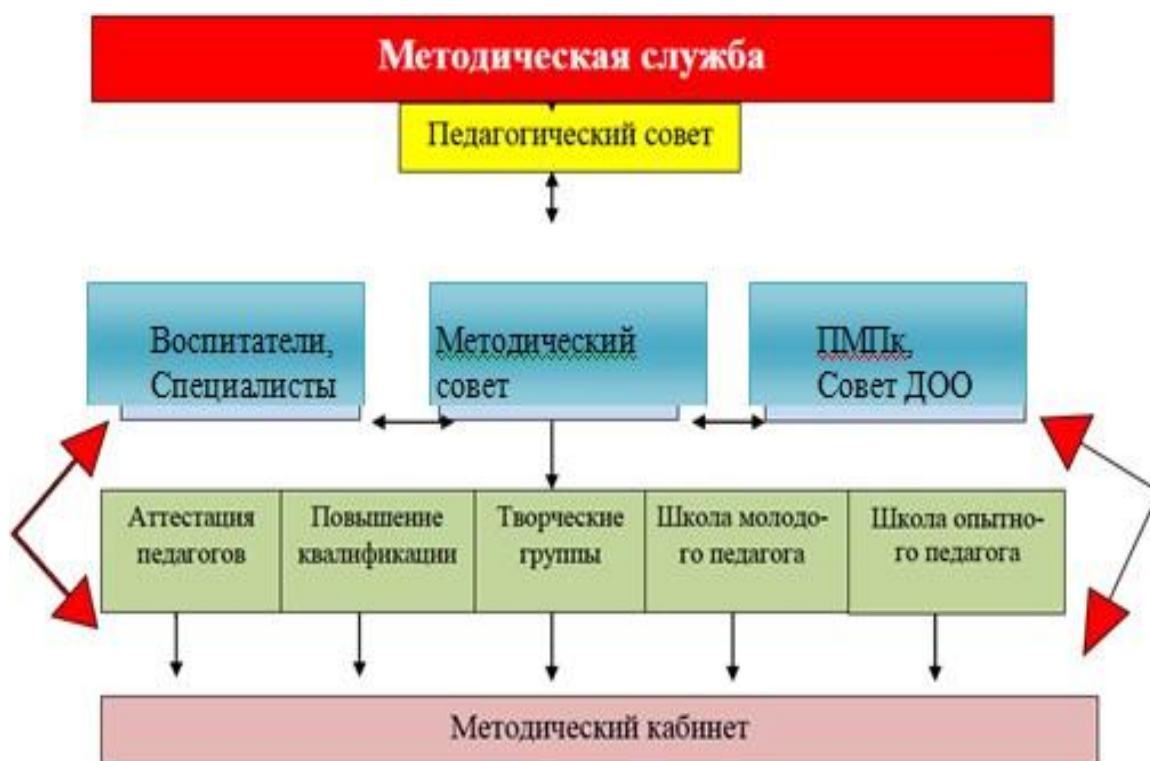 Методическая служба
Педагогический совет
Воспитатели,
Специалисты
Методический
совет
ПМПк,
Совет ДОО
Аттестация
педагогов
Повышение
квалификации
Творческие
группы
Школа молодо-
го педагога
Школа опытно-
го педагога
Методический кабинет